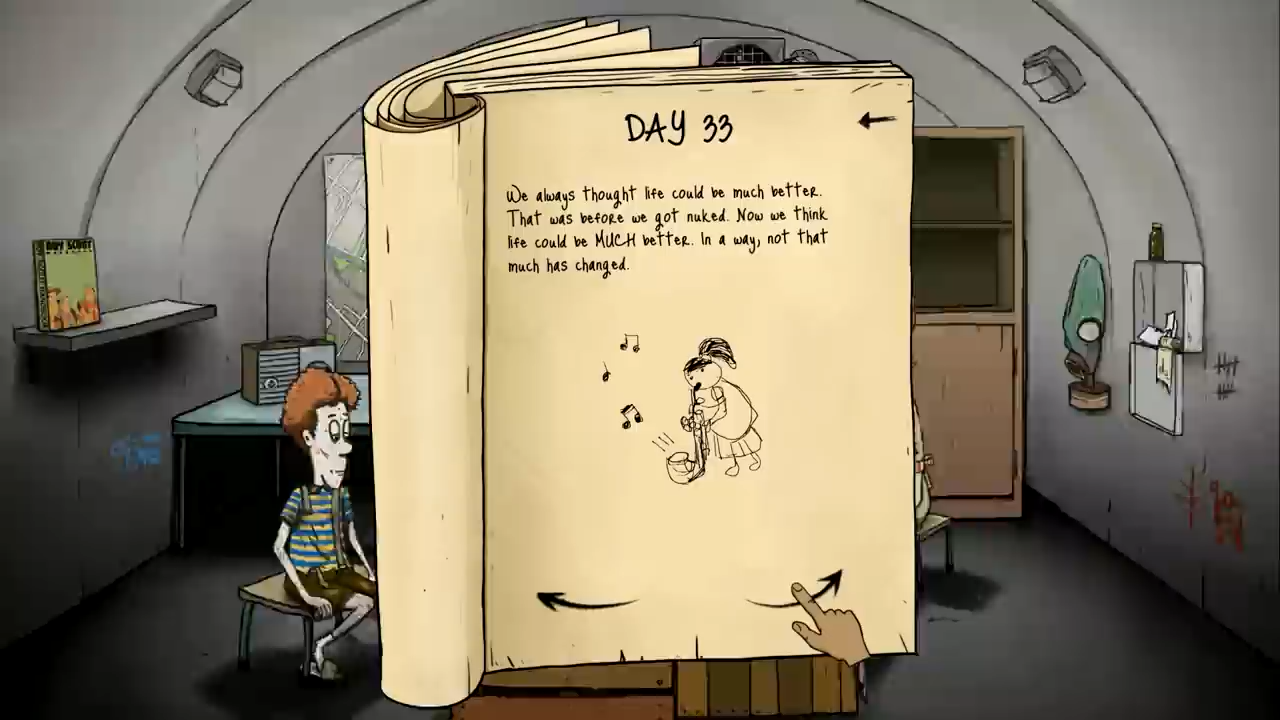 DAY 33
We always thought life could be much better.
That was before we got nuked. Now we think
life could be MUCH better. In a way, not that
much has changed.